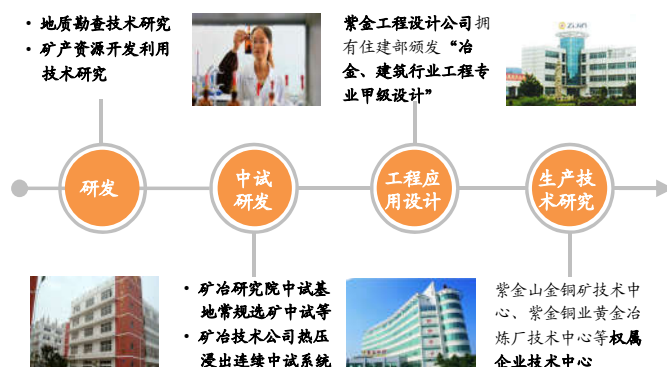 • 地质勘查技术研究
• 矿产资源开发利用
技术研究
紫金工程设计公司拥
有住建部颁发“冶
金、建筑行业工程专
业甲级设计”
研发
中试
研发
工程应
用设计
生产技
术研究
• 矿冶研究院中试基
地常规选矿中试等
• 矿冶技术公司热压
浸出连续中试系统
紫金山金铜矿技术中
心、紫金铜业黄金冶
炼厂技术中心等权属
企业技术中心